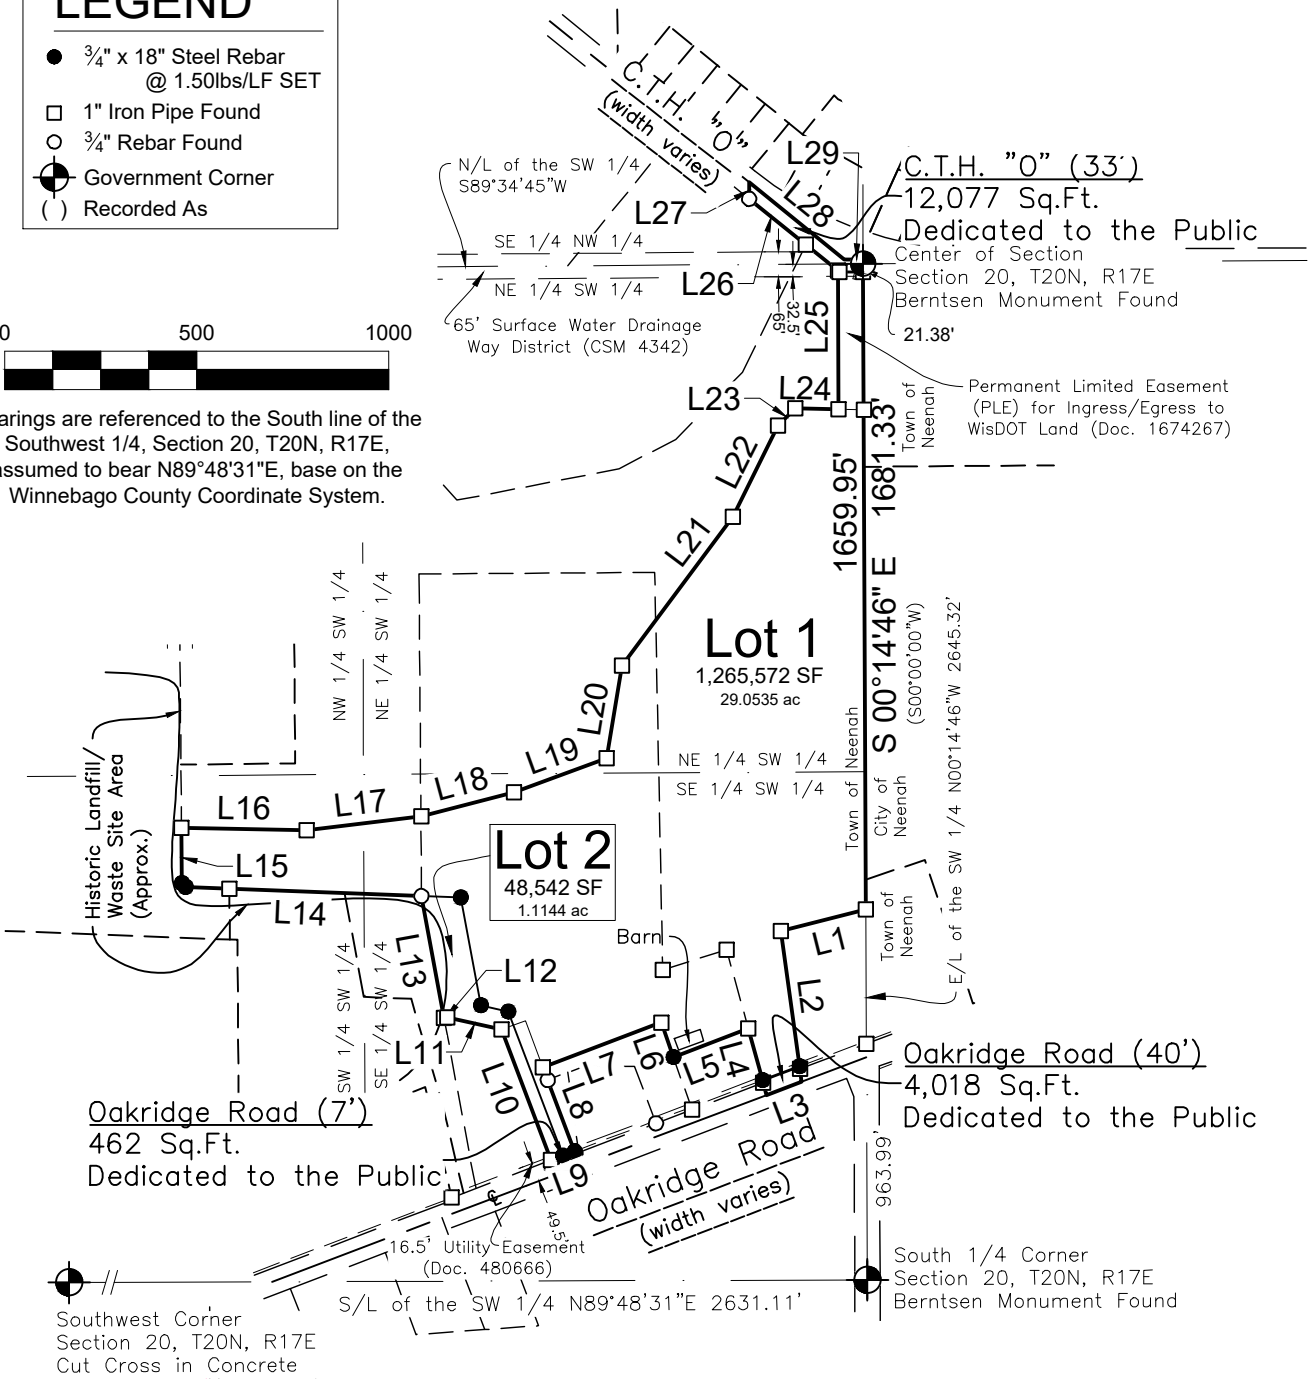 LEGEND
¾" x 18" Steel Rebar
@ 1.50lbs/LF SET
1" Iron Pipe Found
¾" Rebar Found
Government Corner
( ) Recorded As
C.T.H. "O"
(width varies)
N/L of the SW 1/4
S89°34'45"W
L29
C.T.H. "O" (33')
12,077 Sq.Ft.
Dedicated to the Public
L28
L27
SE 1/4 NW 1/4
NE 1/4 SW 1/4
L26
Center of Section
Section 20, T20N, R17E
Berntsen Monument Found
21.38'
32.5'
65'
L25
65' Surface Water Drainage
Way District (CSM 4342)
0 500 1000
L24
L23
Town of
Neenah
Permanent Limited Easement
(PLE) for Ingress/Egress to
WisDOT Land (Doc. 1674267)
arings are referenced to the South line of the
Southwest 1/4, Section 20, T20N, R17E,
assumed to bear N89°48'31"E, base on the
Winnebago County Coordinate System.
L22
1659.95'
S 00°14'46" E 1681.33'
(S00°00'00"W)
L21
NW 1/4 SW 1/4
NE 1/4 SW 1/4
Lot 1
1,265,572 SF
29.0535 ac
E/L of the SW 1/4 N00°14'46"W 2645.32'
L20
L19
L18
L17
L16
NE 1/4 SW 1/4
SE 1/4 SW 1/4
Town of Neenah
City of
Neenah
Historic Landfill/
Waste Site Area
(Approx.)
L15
L14
Lot 2
48,542 SF
1.1144 ac
Barn
L1
Town of
Neenah
L13
L12
L2
SW 1/4 SW 1/4
SE 1/4 SW 1/4
L11
L10
L7
L6
L5
L4
L8
L3
Oakridge Road (40')
4,018 Sq.Ft.
Dedicated to the Public
Oakridge Road (7')
462 Sq.Ft.
Dedicated to the Public
L9
Oakridge Road
(width varies)
963.99'
49.5'
16.5' Utility Easement
(Doc. 480666)
South 1/4 Corner
Section 20, T20N, R17E
Berntsen Monument Found
S/L of the SW 1/4 N89°48'31"E 2631.11'
Southwest Corner
Section 20, T20N, R17E
Cut Cross in Concrete